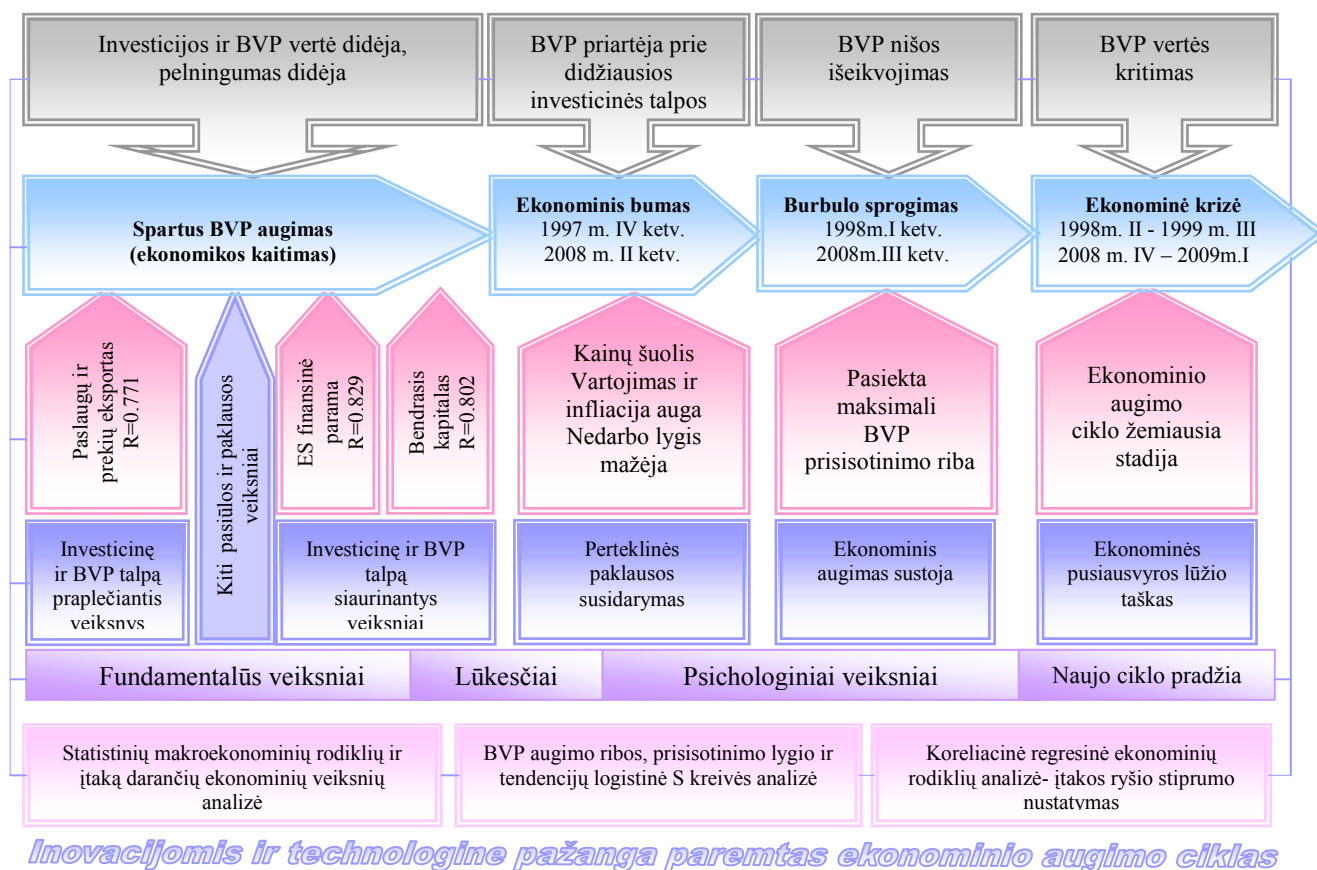 Investicijos ir BVP vertė didėja,
pelningumas didėja
BVP priartėja prie
didžiausios
investicinės talpos
BVP nišos
išeikvojimas
BVP vertės
kritimas
Spartus BVP augimas
(ekonomikos kaitimas)
Ekonominis bumas
1997 m. IV ketv.
2008 m. II ketv.
Burbulo sprogimas
1998m.I ketv.
2008m.III ketv.
Ekonominė krizė
1998m. II - 1999 m. III
2008 m. IV – 2009m.I
Paslaugų ir
prekių eksportas
R=0.771
Kiti pasiūlos ir paklausos
veiksniai
ES finansinė
parama
R=0.829
Bendrasis
kapitalas
R=0.802
Kainų šuolis
Vartojimas ir
infliacija auga
Nedarbo lygis
mažėja
Pasiekta
maksimali
BVP
prisisotinimo riba
Ekonominio
augimo
ciklo žemiausia
stadija
Investicinę
ir BVP talpą
praplečiantis
veiksnys
Investicinę ir BVP
talpą
siaurinantys
veiksniai
Perteklinės
paklausos
susidarymas
Ekonominis
augimas sustoja
Ekonominės
pusiausvyros lūžio
taškas
Fundamentalūs veiksniai
Lūkesčiai
Psichologiniai veiksniai
Naujo ciklo pradžia
Statistinių makroekonominių rodiklių ir
įtaką darančių ekonominių veiksnių
analizė
BVP augimo ribos, prisisotinimo lygio ir
tendencijų logistinė S kreivės analizė
Koreliacinė regresinė ekonominių
rodiklių analizė- įtakos ryšio stiprumo
nustatymas
Inovacijomis ir technologine pažanga paremtas ekonominio augimo ciklas